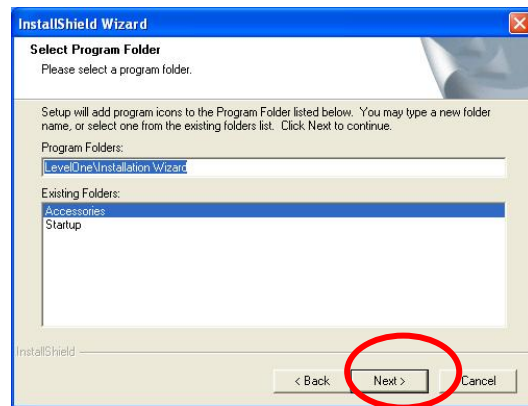 InstallShield Wizard
Select Program Folder
Please select a program folder.
Setup will add program icons to the Program Folder listed below.  You may type a new folder
name, or select one from the existing folders list.  Click Next to continue.
Program Folders:
LevelOne\Installation Wizard
Existing Folders:
Accessories
Startup
InstallShield
< Back
Next >
Cancel